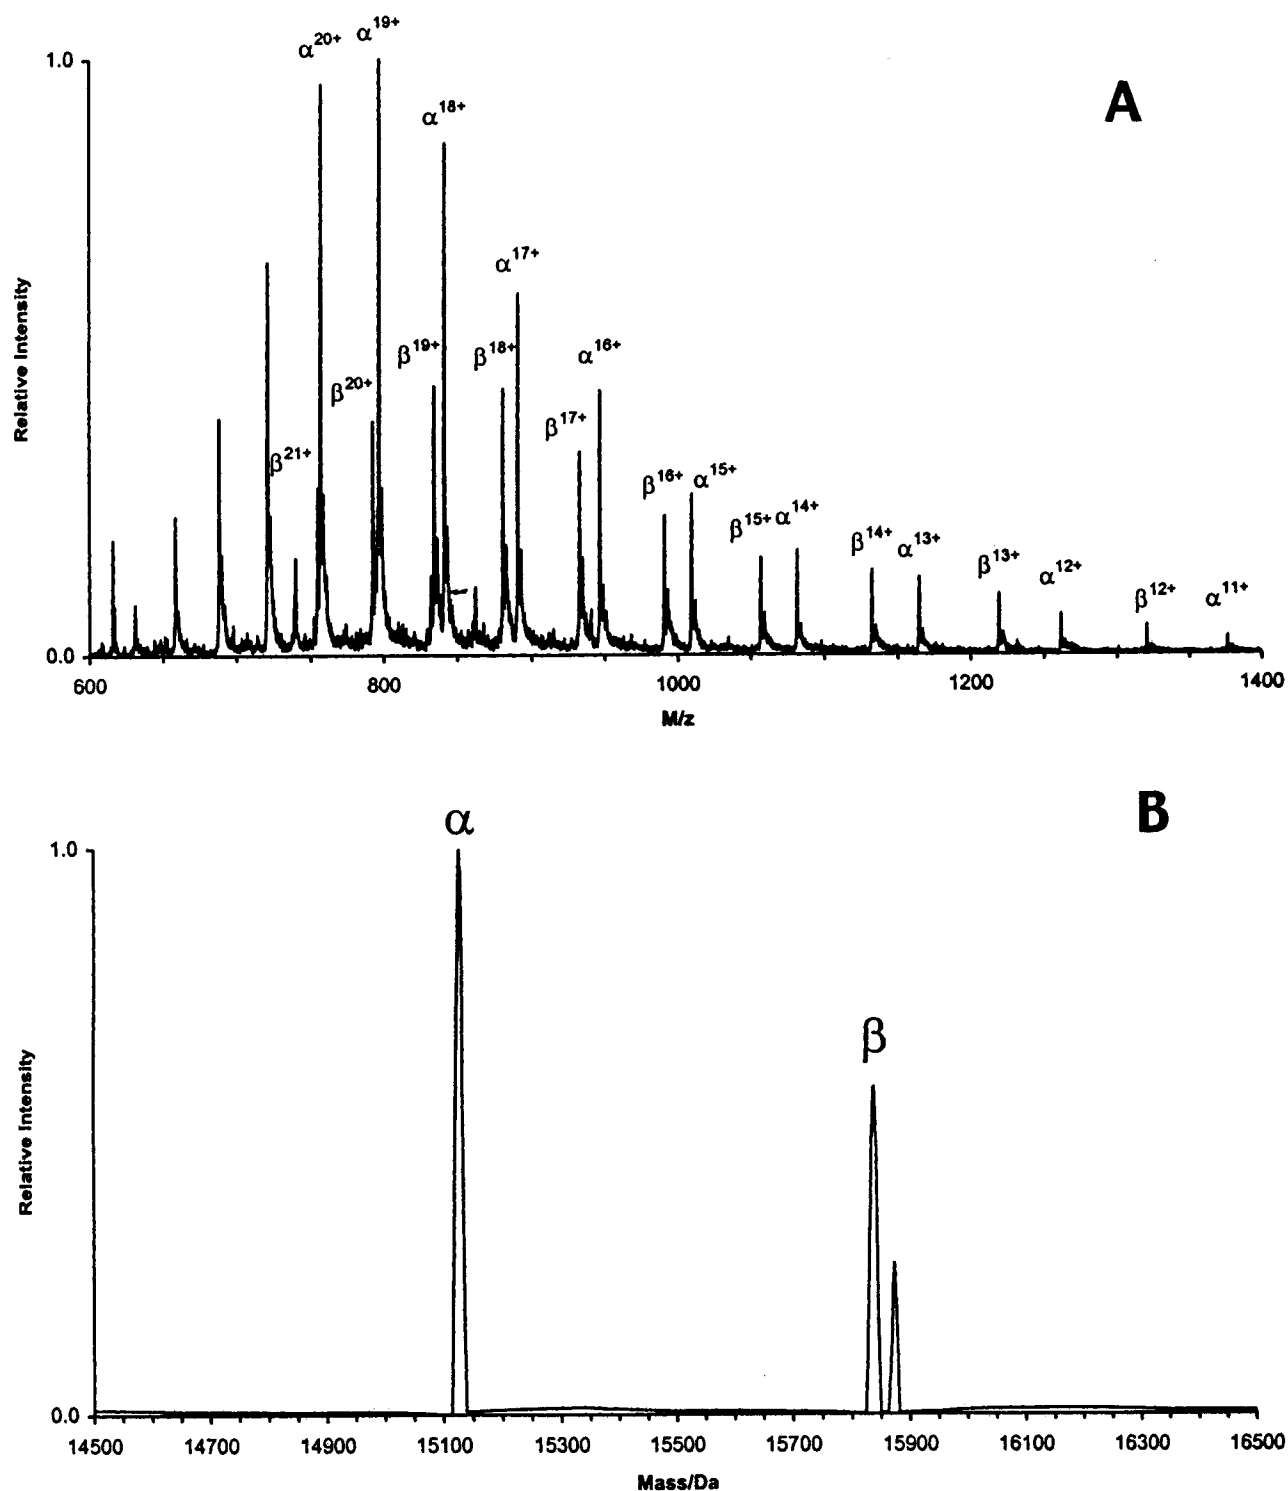 α19+
α20+
1.0
A
α18+
α17+
Relative Intensity
β19+
β18+
α16+
β20+
β17+
β21+
β16+
α15+
β15+
α14+
β14+
α13+
β13+
α12+
β12+
α11+
0.0
600
800
1000
1200
1400
M/z
B
α
1.0
β
Relative Intensity
0.0
14500
14700
14900
15100
15300
15500
15700
15900
16100
16300
16500
Mass/Da